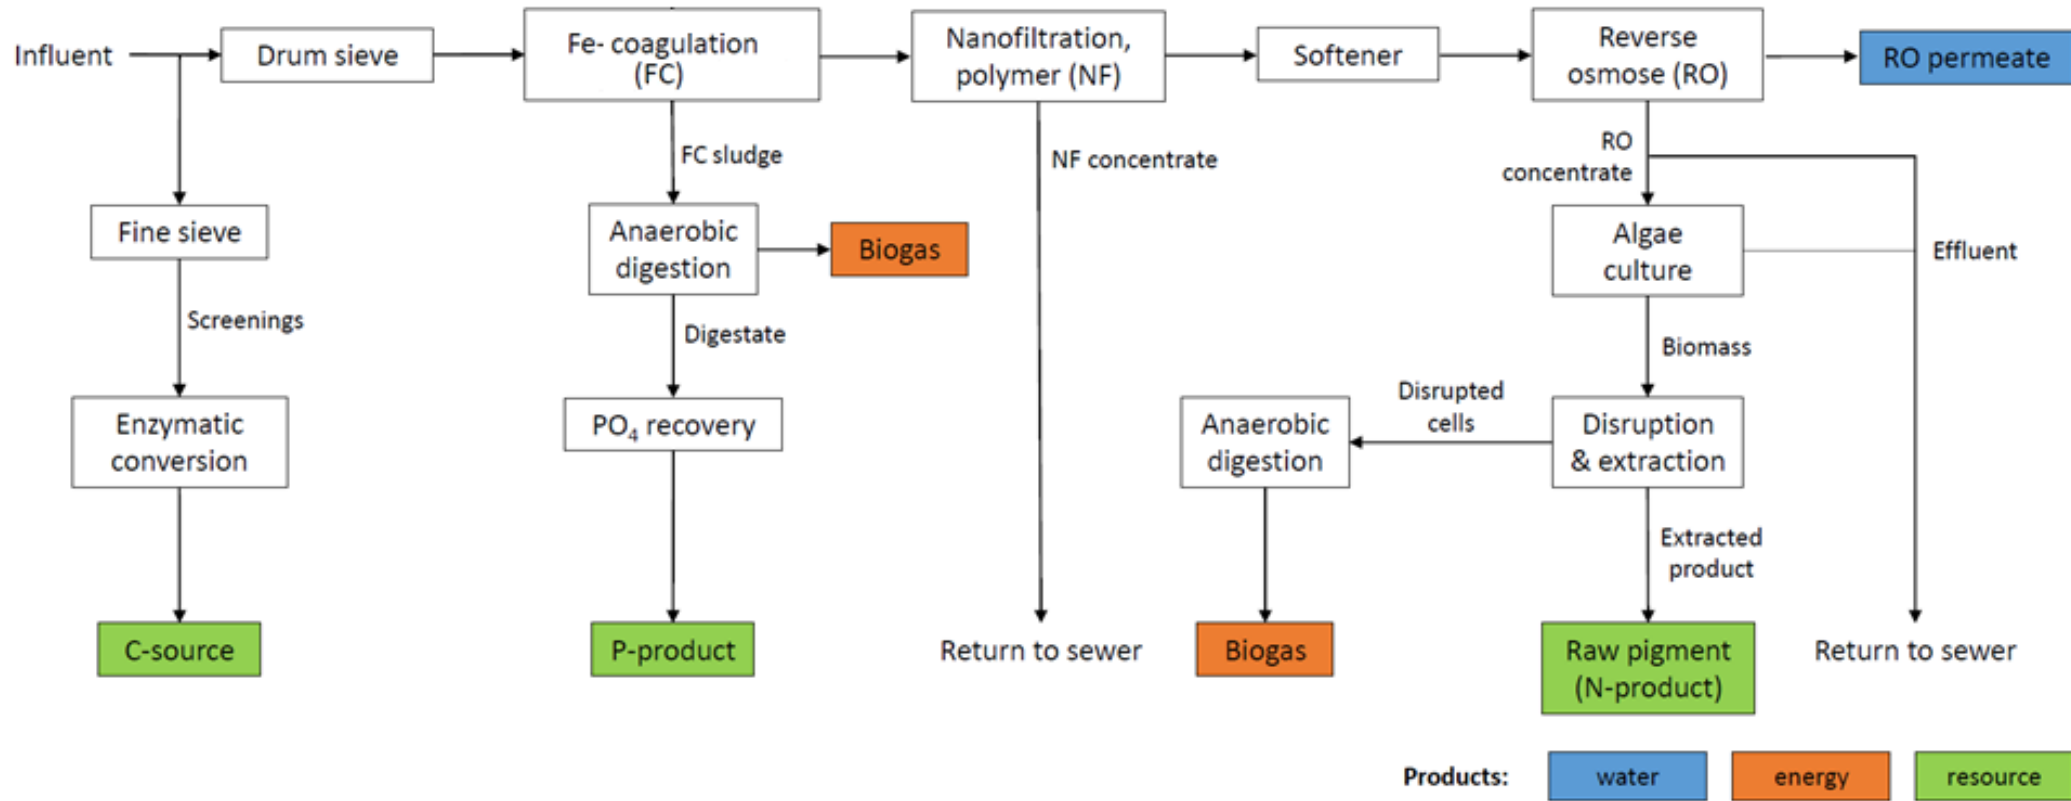 Influent
Drum sieve
Fe- coagulation
(FC)
Nanofiltration,
polymer (NF)
Softener
Reverse
osmose (RO)
RO permeate
FC sludge
NF concentrate
RO
concentrate
Fine sieve
Anaerobic
digestion
Biogas
Algae
culture
Effluent
Screenings
Digestate
Biomass
Enzymatic
conversion
PO₄ recovery
Anaerobic
digestion
Disrupted
cells
Disruption
& extraction
Extracted
product
C-source
P-product
Return to sewer
Biogas
Raw pigment
(N-product)
Return to sewer
Products:
water
energy
resource